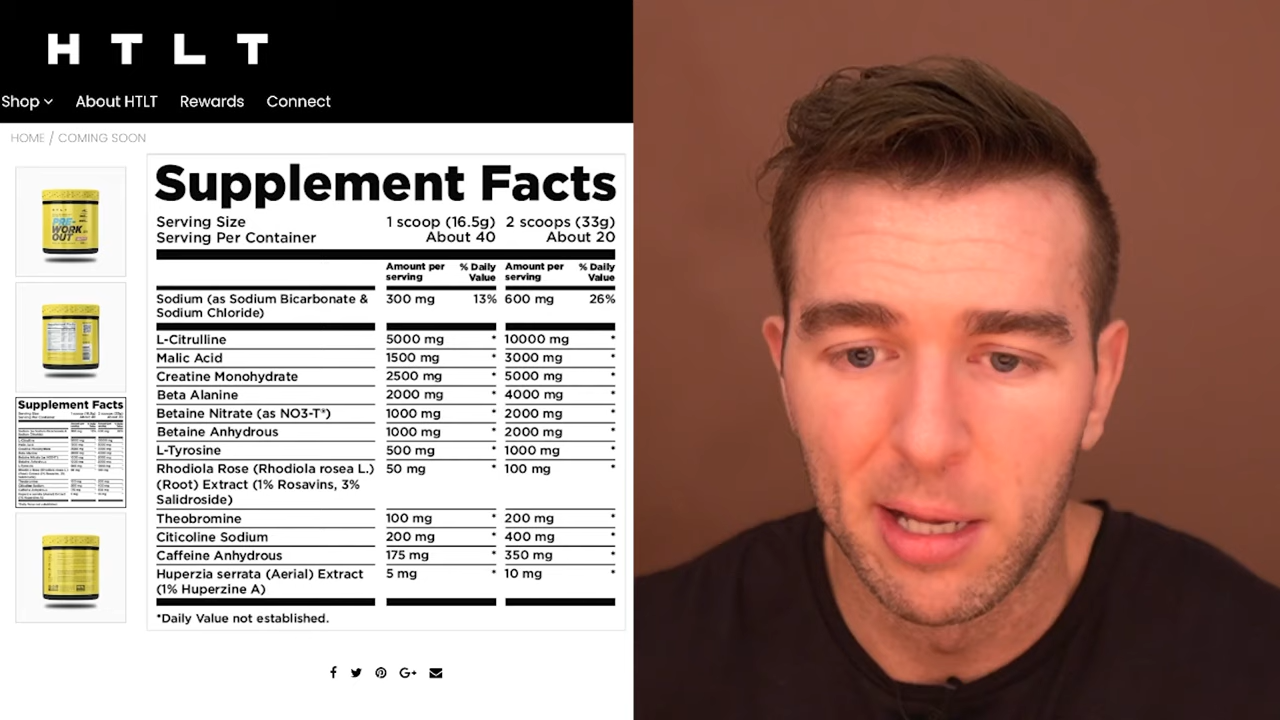 HTLT
Shop About HTLT Rewards Connect
HOME / COMING SOON
Supplement Facts
Serving Size 1 scoop (16.5g) 2 scoops (33g)
Serving Per Container About 40 About 20
Amount per serving % Daily Value Amount per serving % Daily Value
Sodium (as Sodium Bicarbonate & 300 mg 13% 600 mg 26%
Sodium Chloride)
L-Citrulline 5000 mg * 10000 mg *
Malic Acid 1500 mg * 3000 mg *
Creatine Monohydrate 2500 mg * 5000 mg *
Beta Alanine 2000 mg * 4000 mg *
Betaine Nitrate (as NO3-T*) 1000 mg * 2000 mg *
Betaine Anhydrous 1000 mg * 2000 mg *
L-Tyrosine 500 mg * 1000 mg *
Rhodiola Rose (Rhodiola rosea L.) 50 mg * 100 mg *
(Root) Extract (1% Rosavins, 3%
Salidroside)
Theobromine 100 mg * 200 mg *
Citicoline Sodium 200 mg * 400 mg *
Caffeine Anhydrous 175 mg * 350 mg *
Huperzia serrata (Aerial) Extract 5 mg * 10 mg *
(1% Huperzine A)
*Daily Value not established.
PRE-
WORK
OUT
Supplement Facts